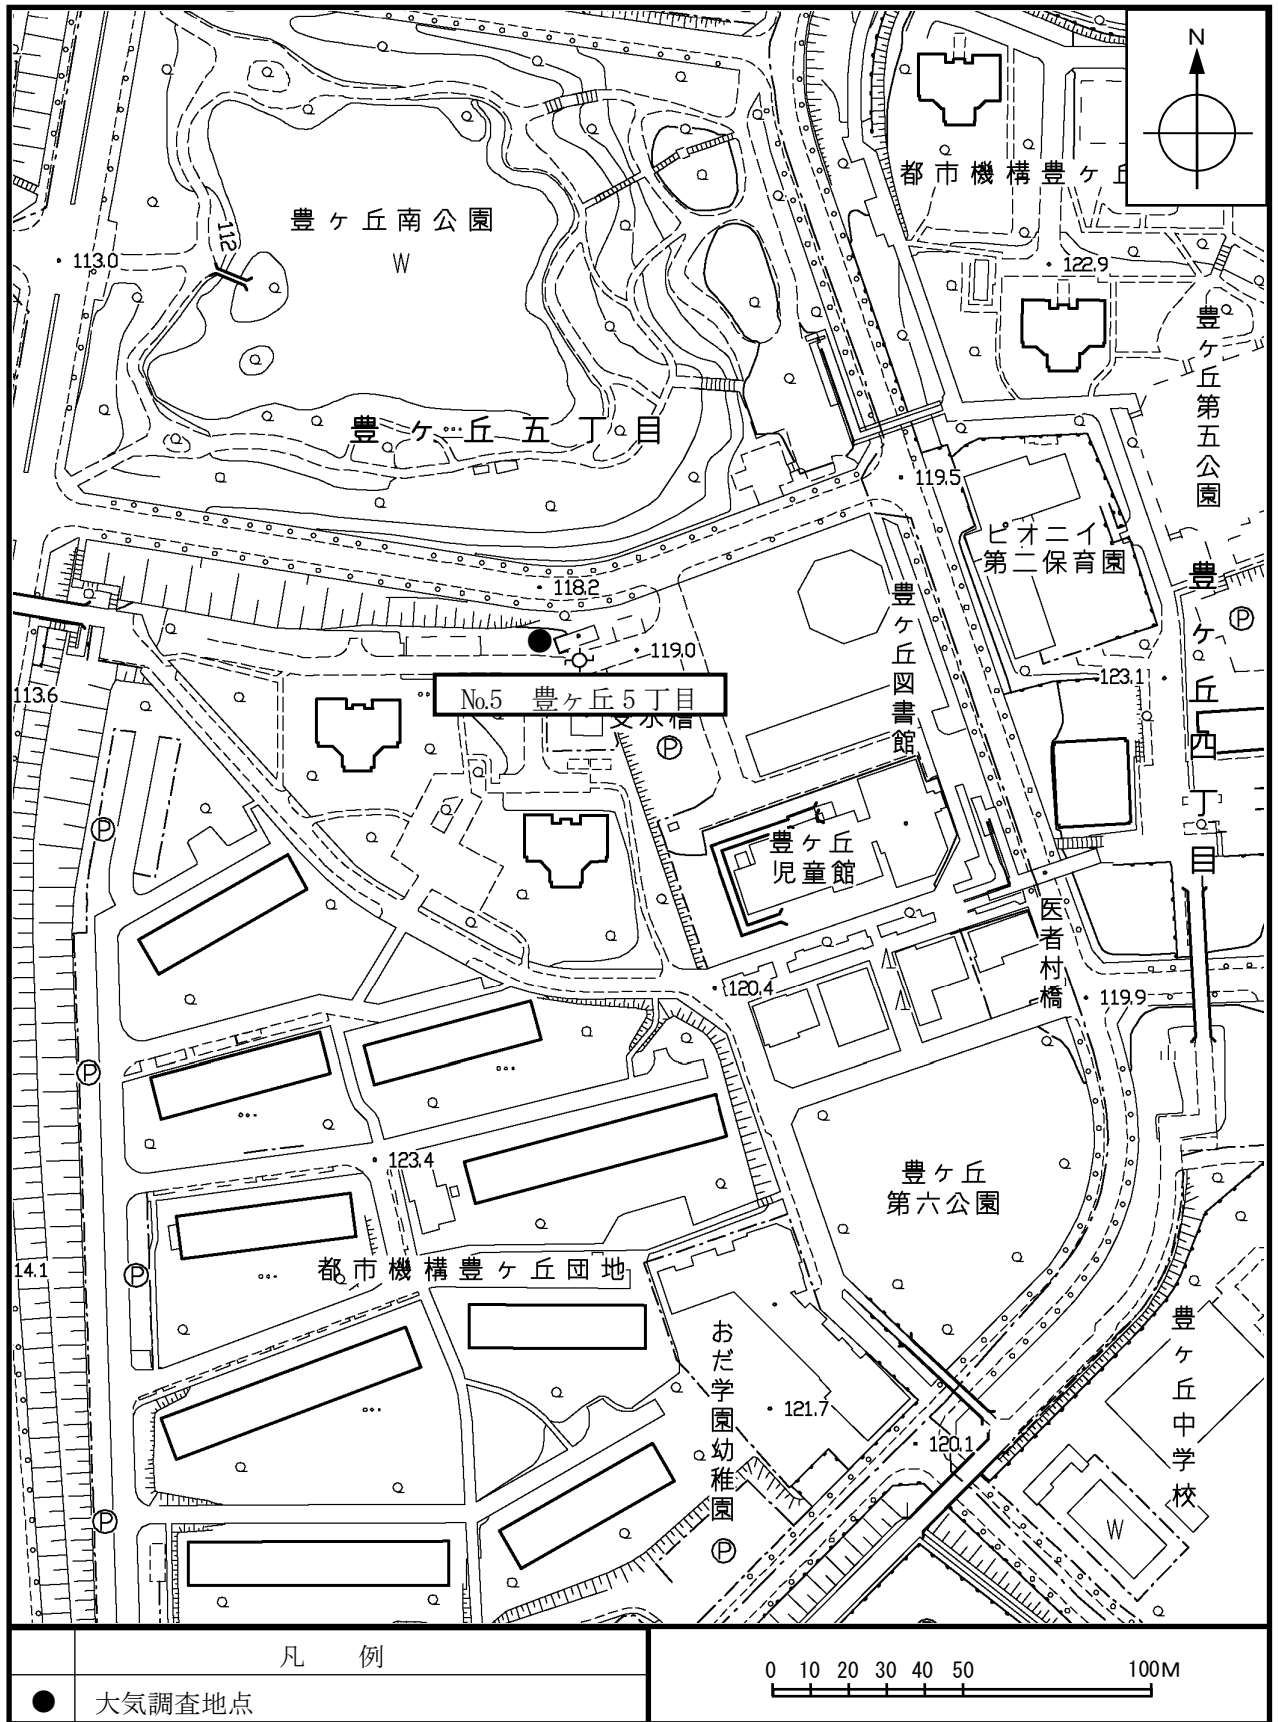 N
都市機構豊ヶ丘
豊ヶ丘南公園
W
112
113.0
122.9
豊ヶ丘第五公園
豊ヶ丘五丁目
119.5
ピオニイ
第二保育園
118.2
豊ヶ丘図書館
豊ヶ丘四丁目
P
119.0
123.1
113.6
No.5 豊ヶ丘5丁目
P
P
豊ヶ丘
児童館
医者村橋
120.4
119.9
P
123.4
豊ヶ丘
第六公園
14.1
P
都市機構豊ヶ丘団地
おだ学園幼稚園
豊ヶ丘中学校
121.7
120.1
P
W
P
凡 例
大気調査地点
0 10 20 30 40 50 100M